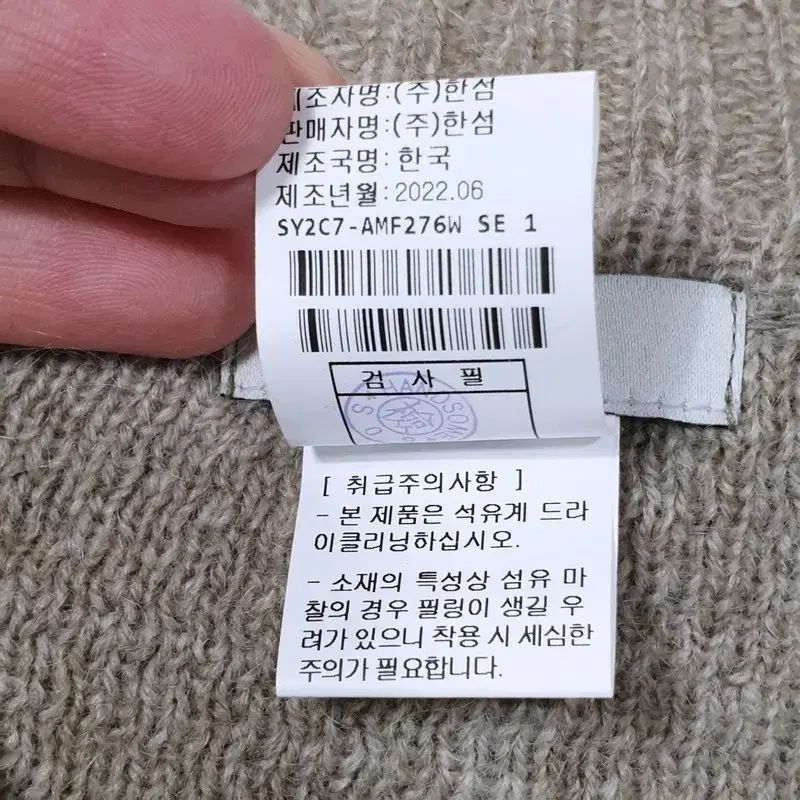 제조자명:(주)한섬
판매자명:(주)한섬
제조국명: 한국
제조년월:2022.06
SY2C7-AMF276W SE 1
검 사 필
HANDSOME
[ 취급주의사항 ]
- 본 제품은 석유계 드라
이클리닝하십시오.
- 소재의 특성상 섬유 마
찰의 경우 필링이 생길 우
려가 있으니 착용 시 세심한
주의가 필요합니다.